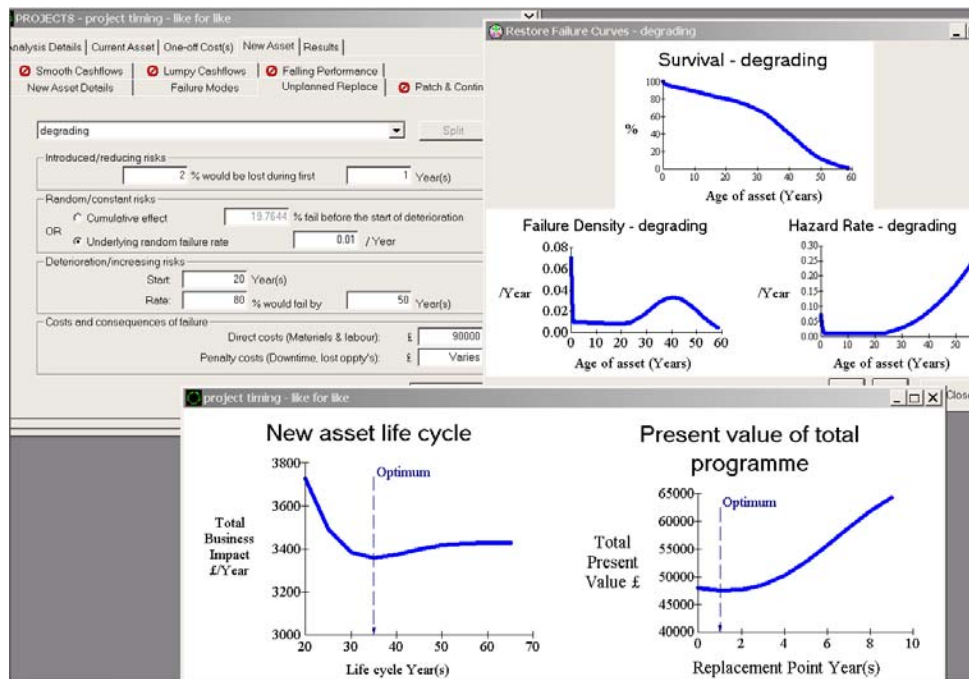 PROJECTS - project timing - like for like
Analysis Details Current Asset One-off Cost(s) New Asset Results
Smooth Cashflows Lumpy Cashflows Falling Performance
New Asset Details Failure Modes Unplanned Replace Patch & Contin
degrading Split
Introduced/reducing risks
2 % would be lost during first 1 Year(s)
Random/constant risks
Cumulative effect 19.7644 % fail before the start of deterioration
OR
Underlying random failure rate 0.01 / Year
Deterioration/increasing risks
Start: 20 Year(s)
Rate: 80 % would fail by 50 Year(s)
Costs and consequences of failure
Direct costs (Materials & labour): £ 90000
Penalty costs (Downtime, lost oppty's): £ Varies
Restore Failure Curves - degrading
Survival - degrading
100
80
60
40
20
0
%
0 10 20 30 40 50 60
Age of asset (Years)
Failure Density - degrading
0.08
0.06
0.04
0.02
0.00
/Year
0 10 20 30 40 50 60
Age of asset (Years)
Hazard Rate - degrading
0.30
0.25
0.20
0.15
0.10
0.05
0.00
/Year
0 10 20 30 40 50
Age of asset (Years)
Close
project timing - like for like
New asset life cycle
3800
3600
3400
3200
3000
Total
Business
Impact
£/Year
Optimum
20 30 40 50 60 70
Life cycle Year(s)
Present value of total
programme
65000
60000
55000
50000
45000
40000
Total
Present
Value £
Optimum
0 2 4 6 8 10
Replacement Point Year(s)